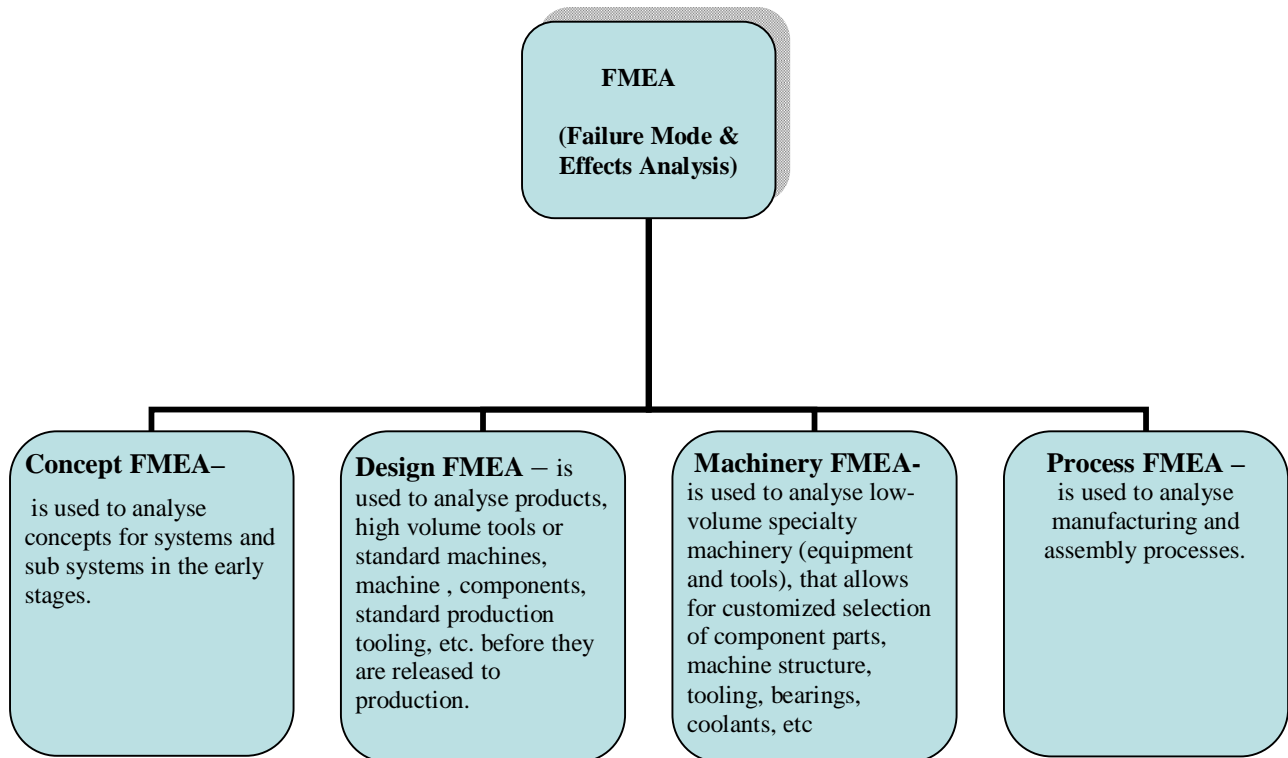 FMEA
(Failure Mode &
Effects Analysis)
Concept FMEA–
is used to analyse
concepts for systems and
sub systems in the early
stages.
Design FMEA – is
used to analyse products,
high volume tools or
standard machines,
machine , components,
standard production
tooling, etc. before they
are released to
production.
Machinery FMEA-
is used to analyse low-
volume specialty
machinery (equipment
and tools), that allows
for customized selection
of component parts,
machine structure,
tooling, bearings,
coolants, etc
Process FMEA –
is used to analyse
manufacturing and
assembly processes.